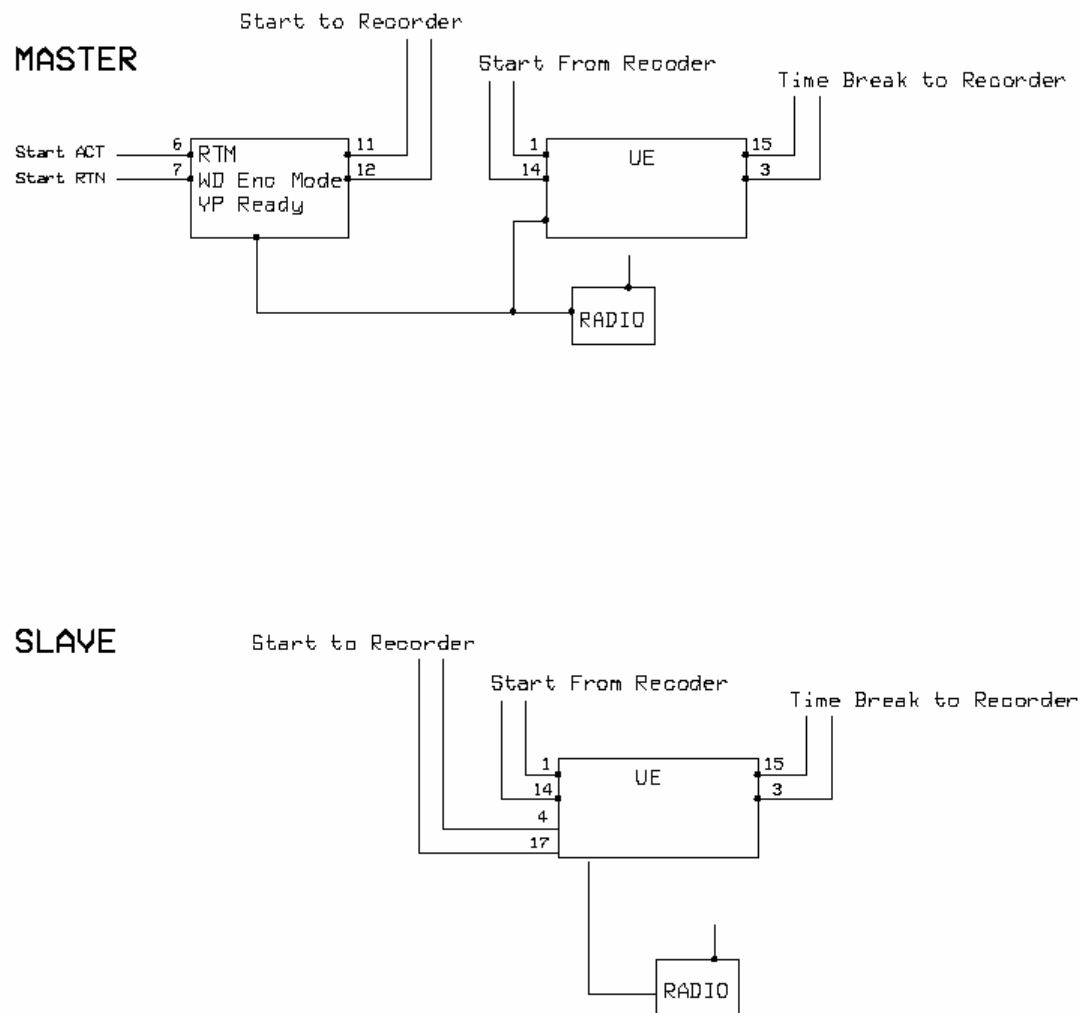 Start to Recorder
MASTER
Start From Recoder
Time Break to Recorder
Start ACT
6
RTM
11
Start RTN
7
WD Enc Mode
12
VP Ready
1
UE
15
14
3
RADIO
SLAVE
Start to Recorder
Start From Recoder
Time Break to Recorder
1
UE
15
14
3
4
17
RADIO